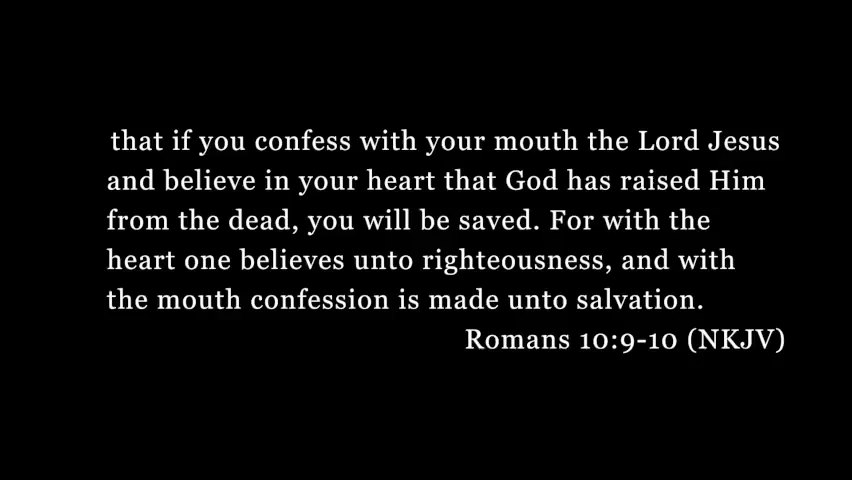 that if you confess with your mouth the Lord Jesus
and believe in your heart that God has raised Him
from the dead, you will be saved. For with the
heart one believes unto righteousness, and with
the mouth confession is made unto salvation.
Romans 10:9-10 (NKJV)